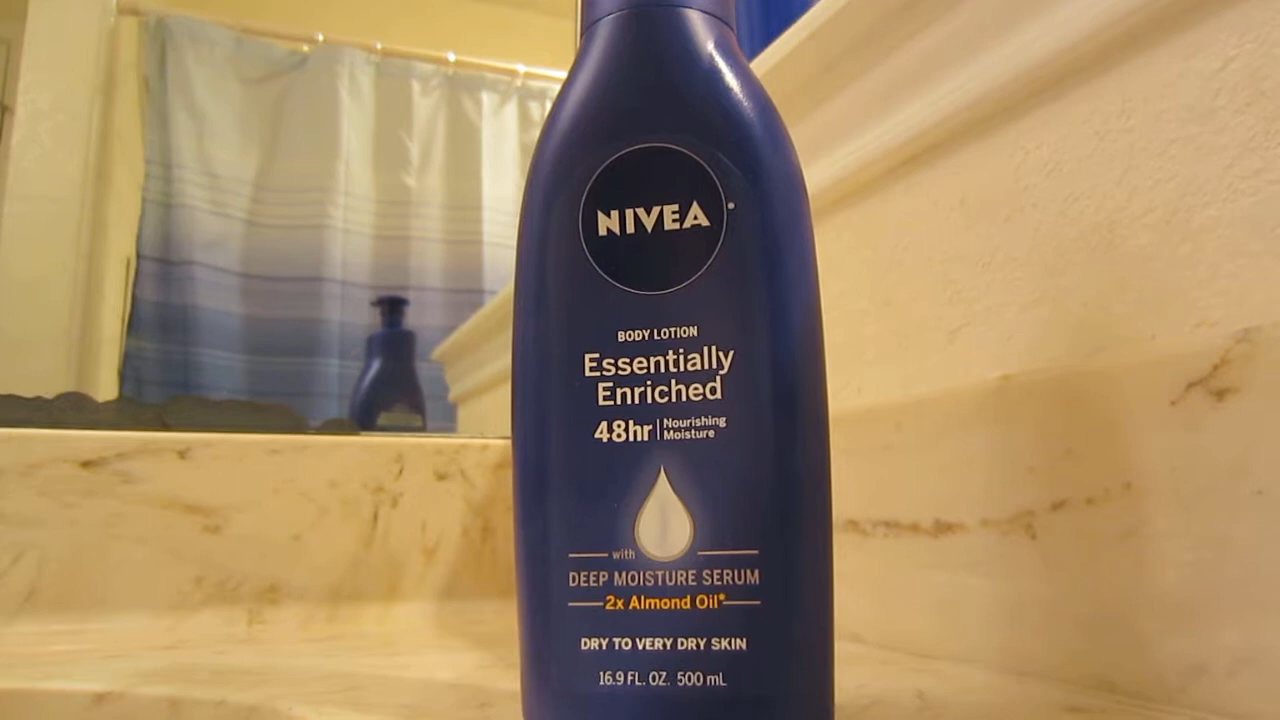 NIVEA
BODY LOTION
Essentially
Enriched
48hr | Nourishing
Moisture
with
DEEP MOISTURE SERUM
2x Almond Oil*
DRY TO VERY DRY SKIN
16.9 FL. OZ. 500 mL